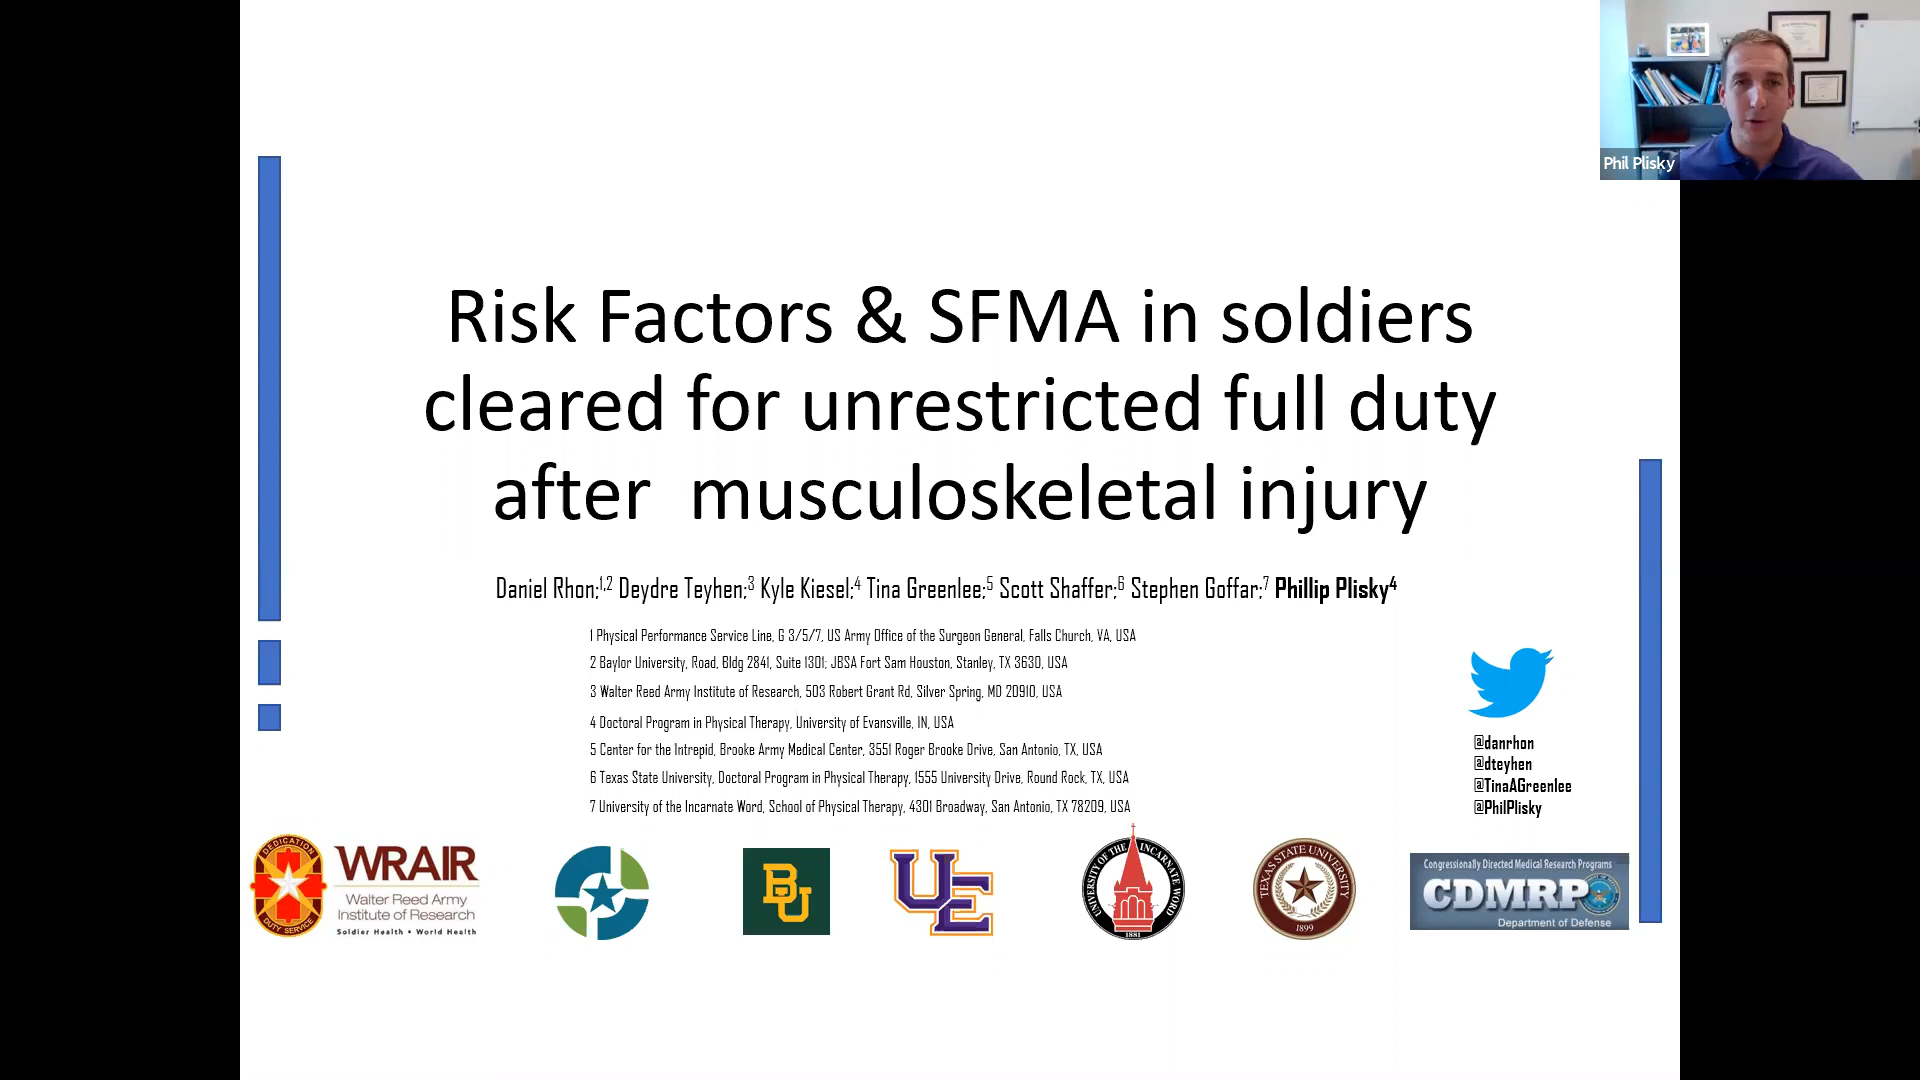 Phil Plisky
Risk Factors & SFMA in soldiers
cleared for unrestricted full duty
after musculoskeletal injury
Daniel Rhon;1,2 Deydre Teyhen;3 Kyle Kiesel;4 Tina Greenlee;5 Scott Shaffer;6 Stephen Goffar;7 Phillip Plisky4
1 Physical Performance Service Line, G 3/5/7, US Army Office of the Surgeon General, Falls Church, VA, USA
2 Baylor University, Road, Bldg 2841, Suite 1301; JBSA Fort Sam Houston, Stanley, TX 3630, USA
3 Walter Reed Army Institute of Research, 503 Robert Grant Rd, Silver Spring, MD 20910, USA
4 Doctoral Program in Physical Therapy, University of Evansville, IN, USA
5 Center for the Intrepid, Brooke Army Medical Center, 3551 Roger Brooke Drive, San Antonio, TX, USA
6 Texas State University, Doctoral Program in Physical Therapy, 1555 University Drive, Round Rock, TX, USA
7 University of the Incarnate Word, School of Physical Therapy, 4301 Broadway, San Antonio, TX 78209, USA
@danrhon
@dteyhen
@TinaAGreenlee
@PhilPlisky
DEDICATION
DUTY SERVICE
WRAIR
Walter Reed Army
Institute of Research
Soldier Health • World Health
BU
UE
UNIVERSITY OF THE INCARNATE WORD
1881
TEXAS STATE UNIVERSITY
1899
Congressionally Directed Medical Research Programs
CDMRP
Department of Defense